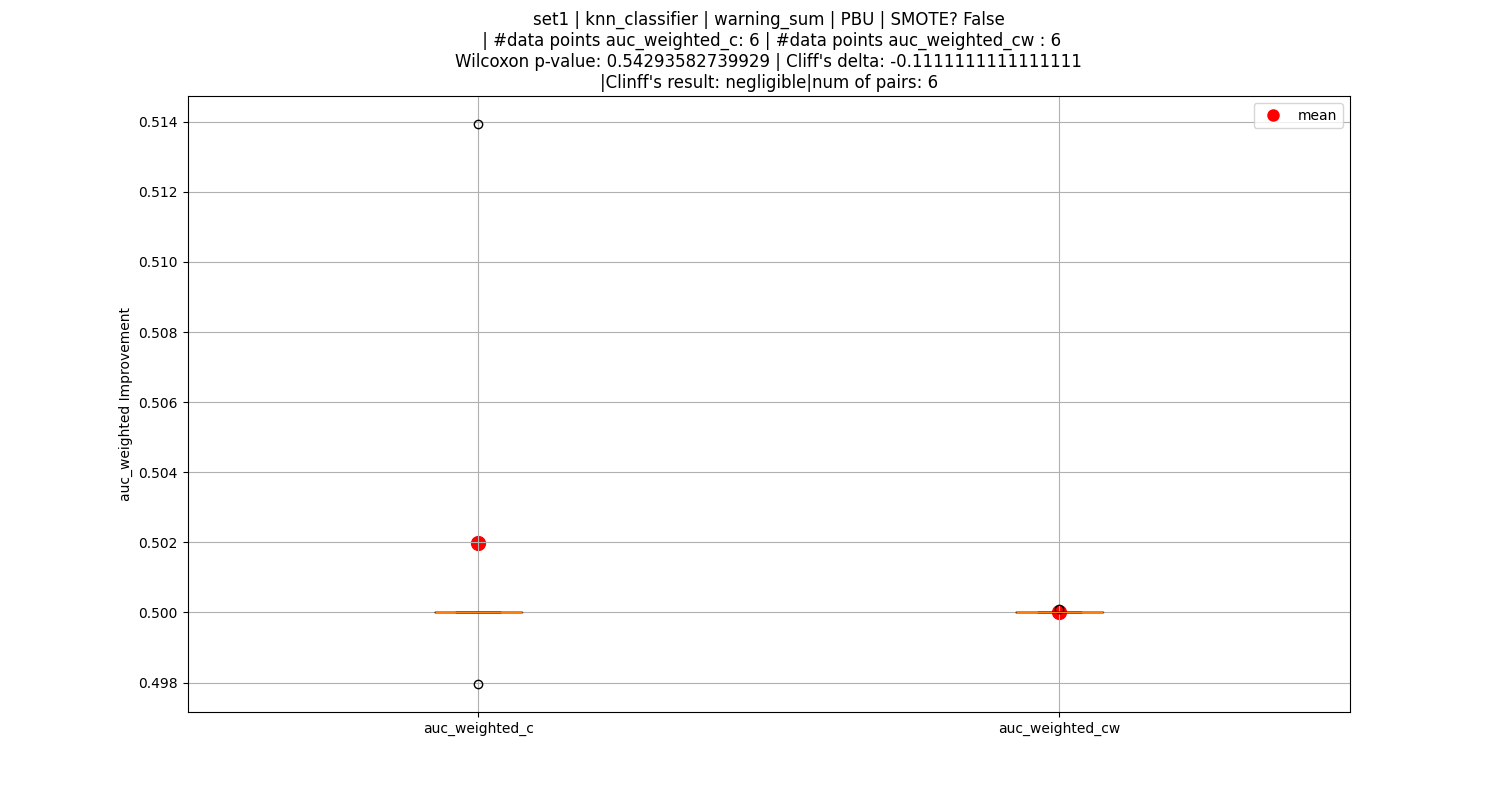 set1 | knn_classifier | warning_sum | PBU | SMOTE? False
| #data points auc_weighted_c: 6 | #data points auc_weighted_cw : 6
Wilcoxon p-value: 0.54293582739929 | Cliff's delta: -0.1111111111111111
|Clinff's result: negligible|num of pairs: 6
mean
auc_weighted Improvement
0.514
0.512
0.510
0.508
0.506
0.504
0.502
0.500
0.498
auc_weighted_c
auc_weighted_cw